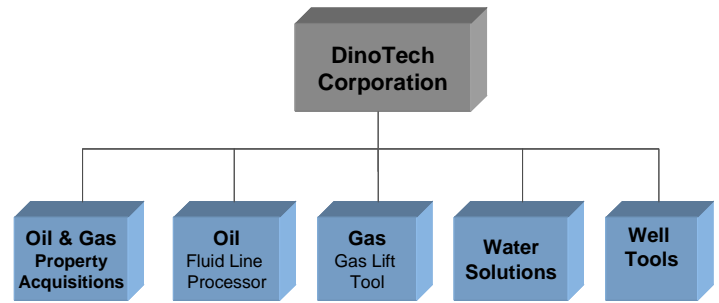 DinoTech
Corporation
Oil & Gas
Property
Acquisitions
Oil
Fluid Line
Processor
Gas
Gas Lift
Tool
Water
Solutions
Well
Tools